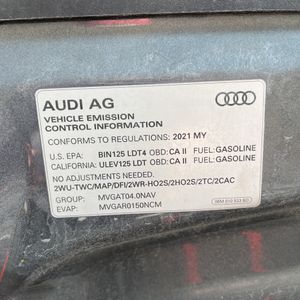 AUDI AG
VEHICLE EMISSION
CONTROL INFORMATION
CONFORMS TO REGULATIONS: 2021 MY
U.S. EPA: BIN125 LDT4 OBD: CA II FUEL: GASOLINE
CALIFORNIA: ULEV125 LDT OBD: CA II FUEL: GASOLINE
NO ADJUSTMENTS NEEDED.
2WU-TWC/MAP/DFI/2WR-HO2S/2HO2S/2TC/2CAC
GROUP: MVGAT04.0NAV
EVAP: MVGAR0150NCM